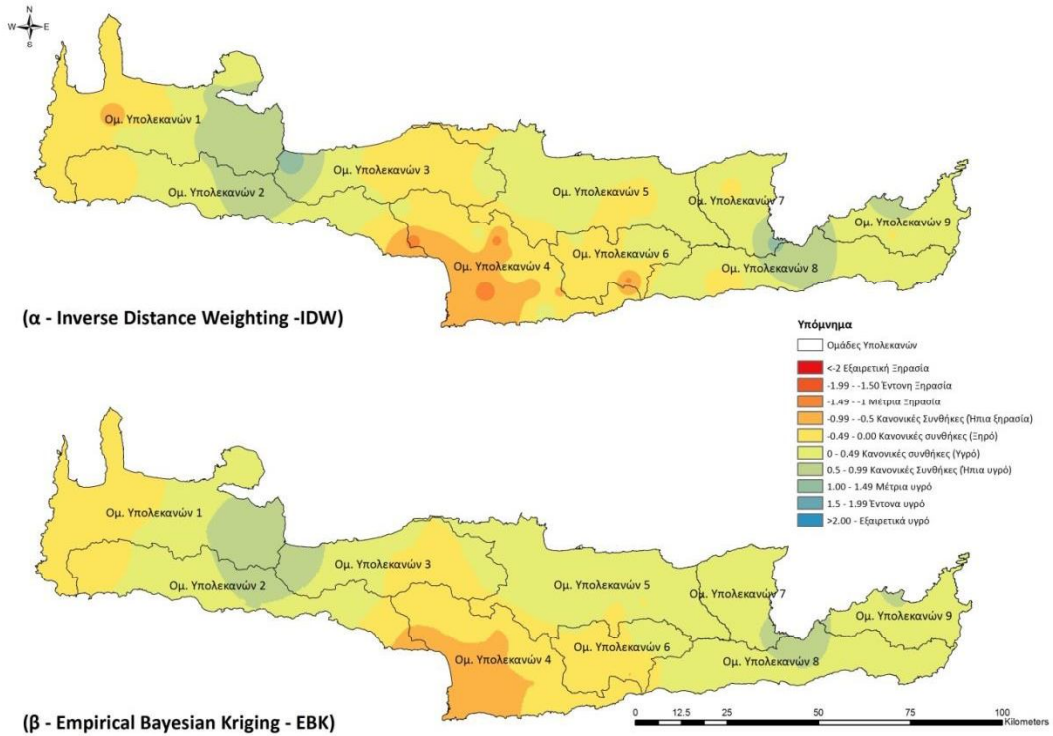 N
W E
S
Ομ. Υπολεκανών 1
Ομ. Υπολεκανών 2
Ομ. Υπολεκανών 3
Ομ. Υπολεκανών 4
Ομ. Υπολεκανών 5
Ομ. Υπολεκανών 6
Ομ. Υπολεκανών 7
Ομ. Υπολεκανών 8
Ομ. Υπολεκανών 9
(α - Inverse Distance Weighting -IDW)
Υπόμνημα
Ομάδες Υπολεκανών
<-2 Εξαιρετική Ξηρασία
-1.99 - -1.50 Έντονη Ξηρασία
-1.49 - -1 Μέτρια Ξηρασία
-0.99 - -0.5 Κανονικές Συνθήκες (Ήπια ξηρασία)
-0.49 - 0.00 Κανονικές συνθήκες (Ξηρό)
0 - 0.49 Κανονικές συνθήκες (Υγρό)
0.5 - 0.99 Κανονικές Συνθήκες (Ήπια υγρό)
1.00 - 1.49 Μέτρια υγρό
1.5 - 1.99 Έντονα υγρό
>2.00 - Εξαιρετικά υγρό
Ομ. Υπολεκανών 1
Ομ. Υπολεκανών 2
Ομ. Υπολεκανών 3
Ομ. Υπολεκανών 4
Ομ. Υπολεκανών 5
Ομ. Υπολεκανών 6
Ομ. Υπολεκανών 7
Ομ. Υπολεκανών 8
Ομ. Υπολεκανών 9
(β - Empirical Bayesian Kriging - EBK)
0 12.5 25 50 75 100
Kilometers